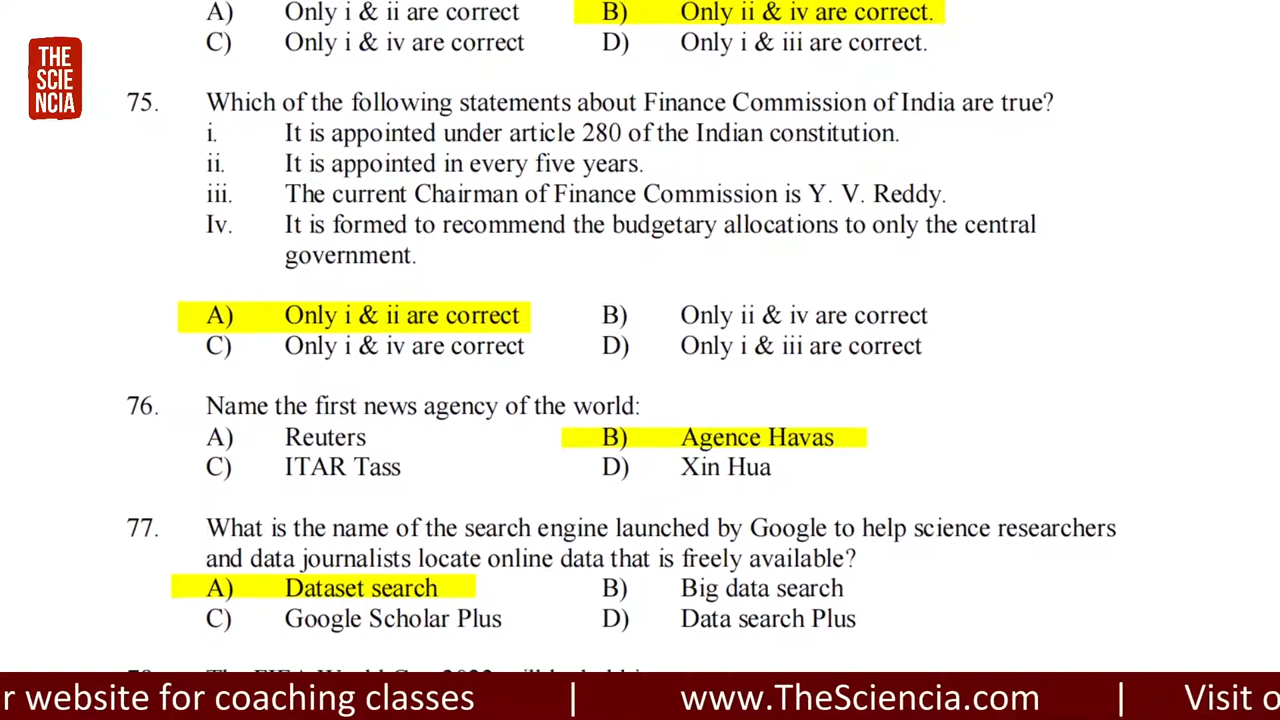 A) Only i & ii are correct B) Only ii & iv are correct.
C) Only i & iv are correct D) Only i & iii are correct.
THE
SCIE
NCIA
75. Which of the following statements about Finance Commission of India are true?
i. It is appointed under article 280 of the Indian constitution.
ii. It is appointed in every five years.
iii. The current Chairman of Finance Commission is Y. V. Reddy.
Iv. It is formed to recommend the budgetary allocations to only the central
government.
A) Only i & ii are correct B) Only ii & iv are correct
C) Only i & iv are correct D) Only i & iii are correct
76. Name the first news agency of the world:
A) Reuters B) Agence Havas
C) ITAR Tass D) Xin Hua
77. What is the name of the search engine launched by Google to help science researchers
and data journalists locate online data that is freely available?
A) Dataset search B) Big data search
C) Google Scholar Plus D) Data search Plus
r website for coaching classes | www.TheSciencia.com | Visit o